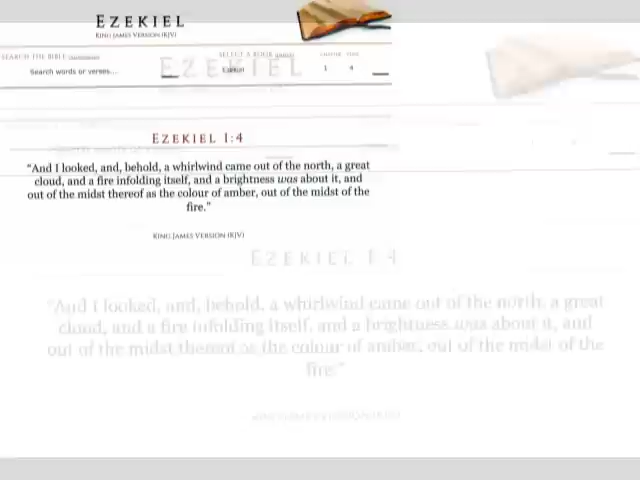 EZEKIEL
KING JAMES VERSION (KJV)
SEARCH THE BIBLE
SELECT A BOOK
Search words or verses...
Ezekiel
1
4
EZEKIEL
EZEKIEL 1:4
"And I looked, and, behold, a whirlwind came out of the north, a great
cloud, and a fire infolding itself, and a brightness was about it, and
out of the midst thereof as the colour of amber, out of the midst of the
fire."
KING JAMES VERSION (KJV)
EZEKIEL 1:4
"And I looked, and, behold, a whirlwind came out of the north, a great
cloud, and a fire infolding itself, and a brightness was about it, and
out of the midst thereof as the colour of amber, out of the midst of the
fire."
KING JAMES VERSION (KJV)